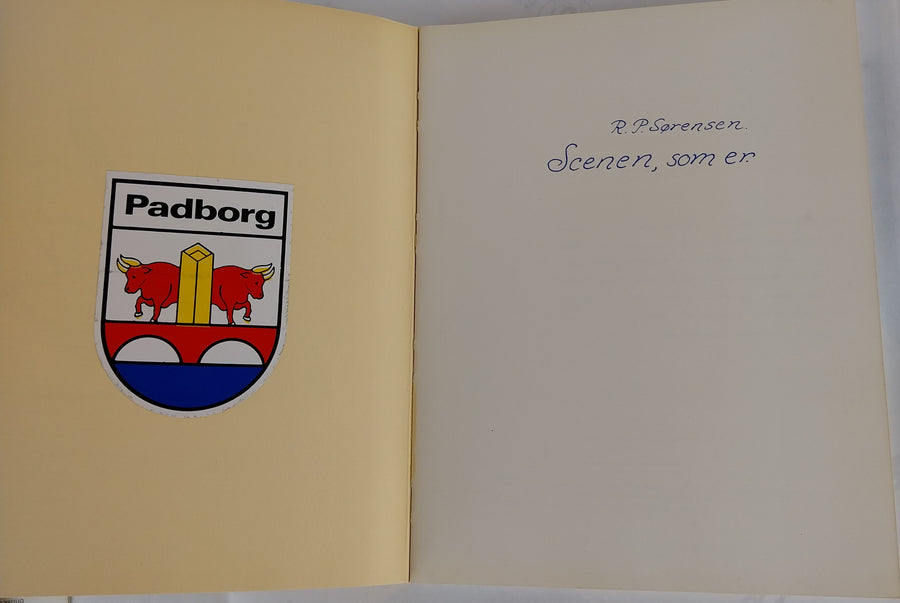 Padborg
R. P. Sørensen.
Scenen, som er.